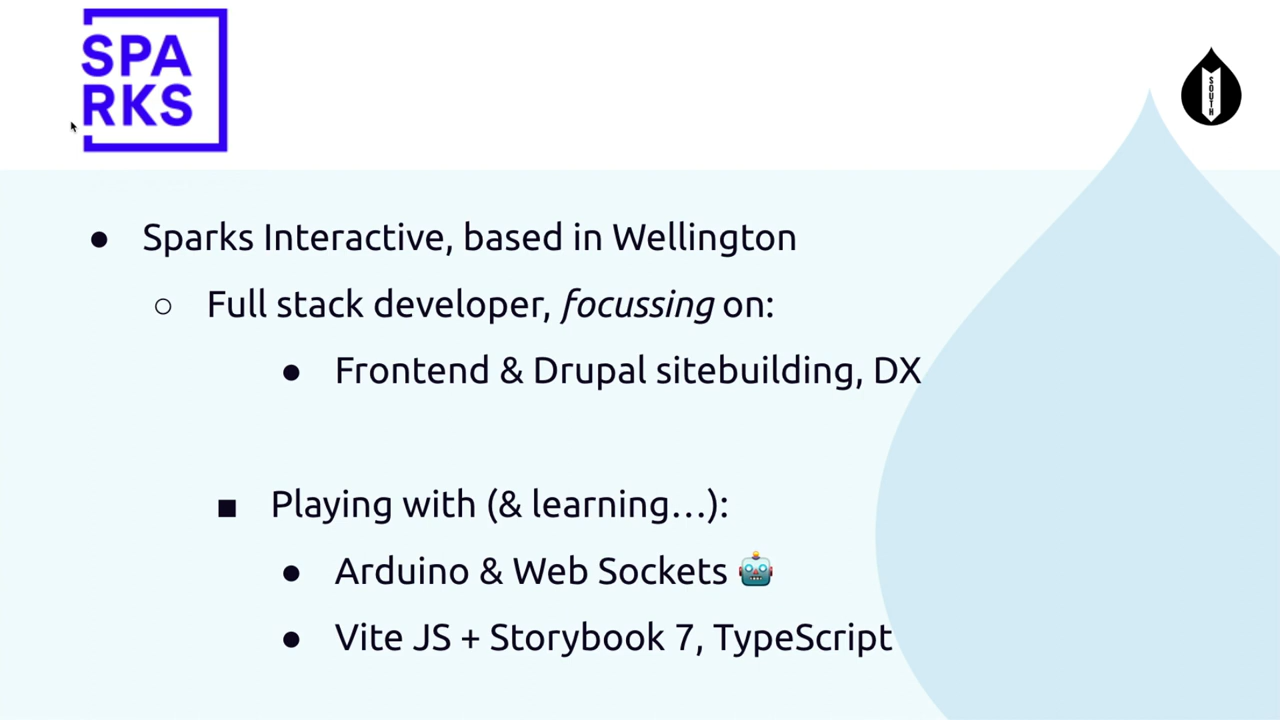 SPA
RKS
SOUTH
● Sparks Interactive, based in Wellington
○ Full stack developer, focussing on:
● Frontend & Drupal sitebuilding, DX
■ Playing with (& learning…):
● Arduino & Web Sockets 🤖
● Vite JS + Storybook 7, TypeScript